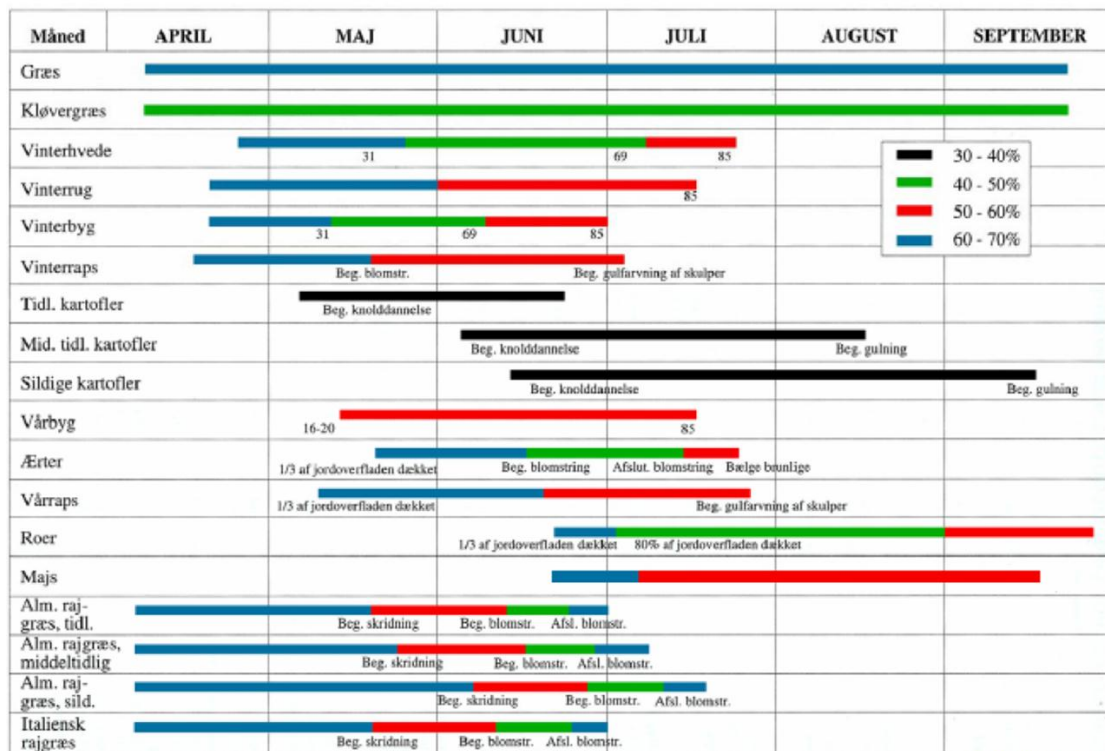 Måned APRIL MAJ JUNI JULI AUGUST SEPTEMBER
Græs
Kløvergræs
Vinterhvede
31 69 85
30 - 40%
40 - 50%
50 - 60%
60 - 70%
Vinterrug
85
Vinterbyg
31 69 85
Vinterraps
Beg. blomstr. Beg. gulfarvning af skulper
Tidl. kartofler
Beg. knolddannelse
Mid. tidl. kartofler
Beg. knolddannelse Beg. gulning
Sildige kartofler
Beg. knolddannelse Beg. gulning
Vårbyg
16-20 85
Ærter
1/3 af jordoverfladen dækket Beg. blomstring Afslut. blomstring Bælge brunlige
Vårraps
1/3 af jordoverfladen dækket Beg. gulfarvning af skulper
Roer
1/3 af jordoverfladen dækket 80% af jordoverfladen dækket
Majs
Alm. raj-
græs, tidl.
Beg. skridning Beg. blomstr. Afsl. blomstr.
Alm. rajgræs,
middeltidlig
Beg. skridning Beg. blomstr. Afsl. blomstr.
Alm. raj-
græs, sild.
Beg. skridning Beg. blomstr. Afsl. blomstr.
Italiensk
rajgræs
Beg. skridning Beg. blomstr. Afsl. blomstr.